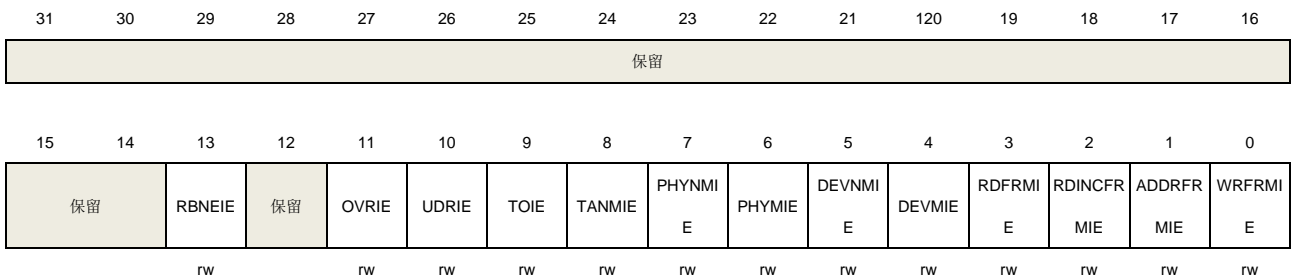 31 30 29 28 27 26 25 24 23 22 21 120 19 18 17 16
保留
15 14 13 12 11 10 9 8 7 6 5 4 3 2 1 0
保留 RBNEIE 保留 OVRIE UDRIE TOIE TANMIE PHYNMI PHYMIE DEVNMI DEVMIE RDFRMI RDINCFR ADDRFR WRFRMI
E E E MIE MIE E
rw rw rw rw rw rw rw rw rw rw rw rw rw